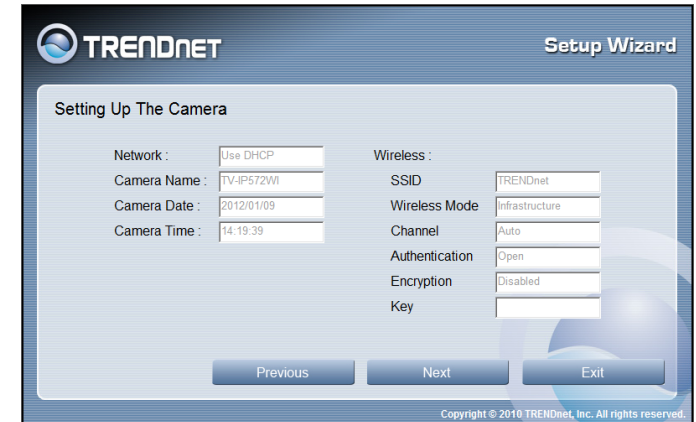 TRENDNET
Setup Wizard
Setting Up The Camera
Network : Use DHCP
Camera Name : TV-IP572WI
Camera Date : 2012/01/09
Camera Time : 14:19:39
Wireless :
SSID TRENDnet
Wireless Mode Infrastructure
Channel Auto
Authentication Open
Encryption Disabled
Key
Previous Next Exit
Copyright © 2010 TRENDnet, Inc. All rights reserved.